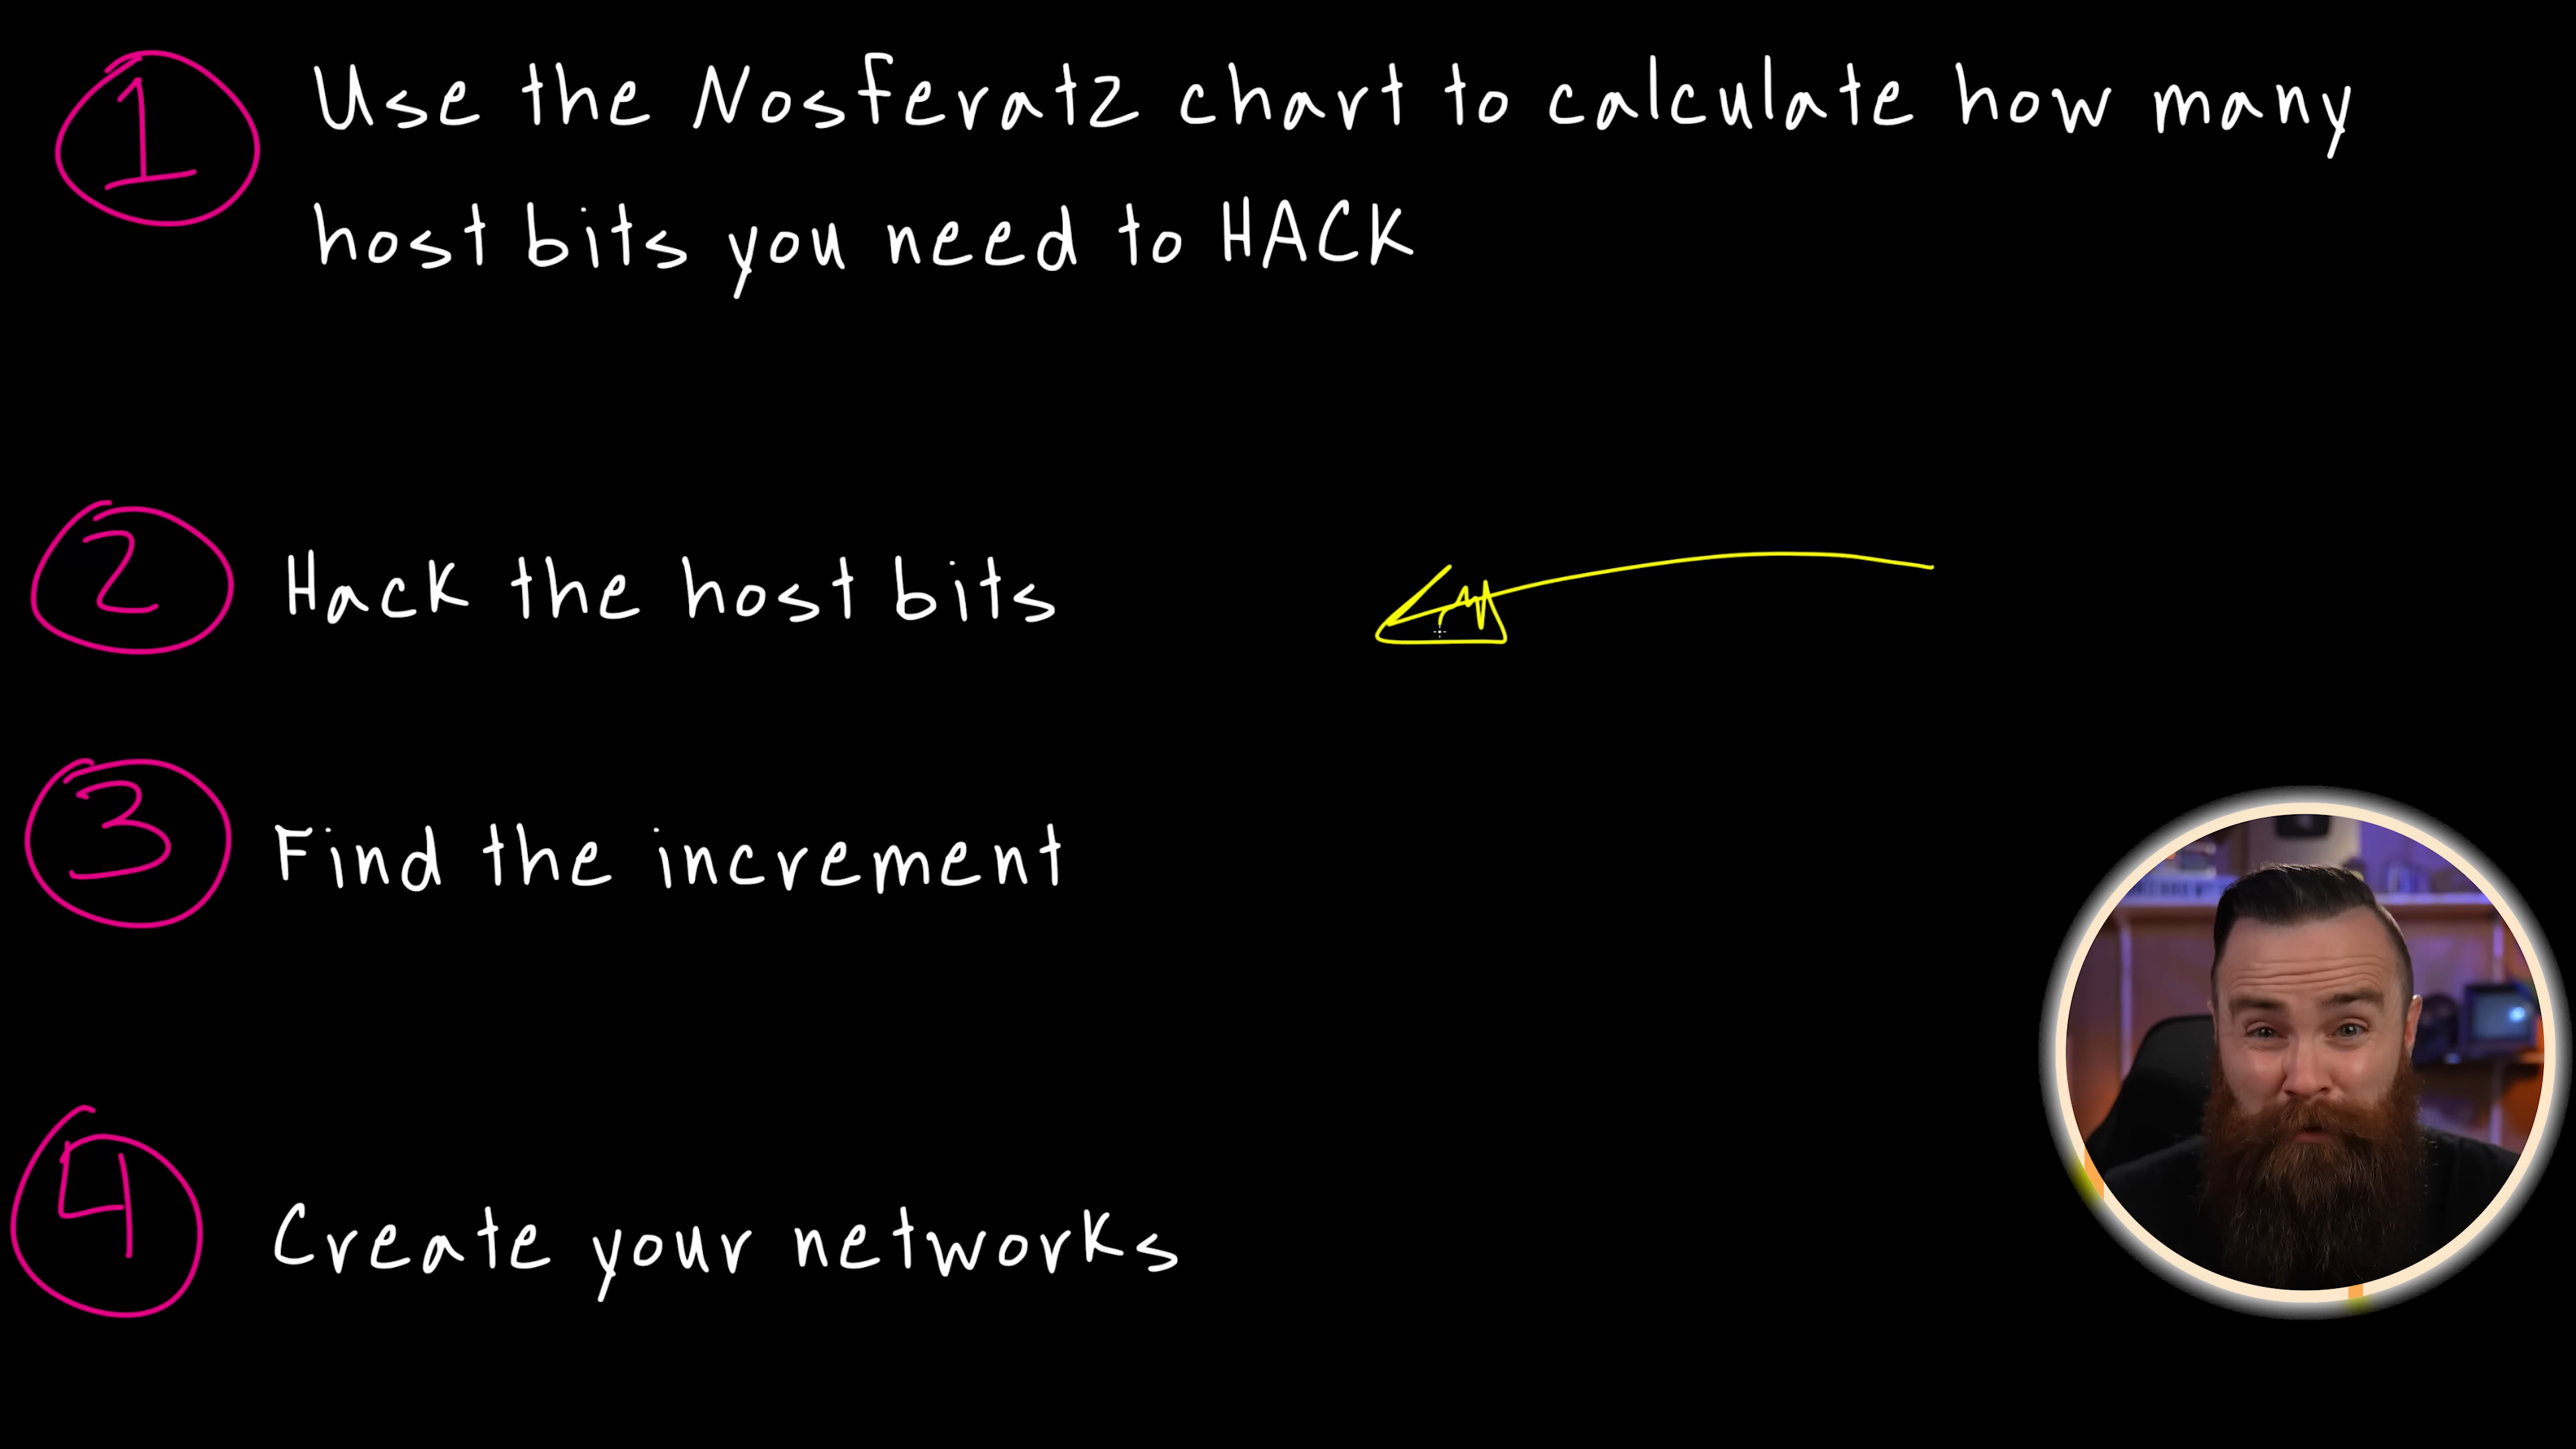 1 Use the Nosferatz chart to calculate how many
host bits you need to HACK
2 Hack the host bits
3 Find the increment
4 Create your networks